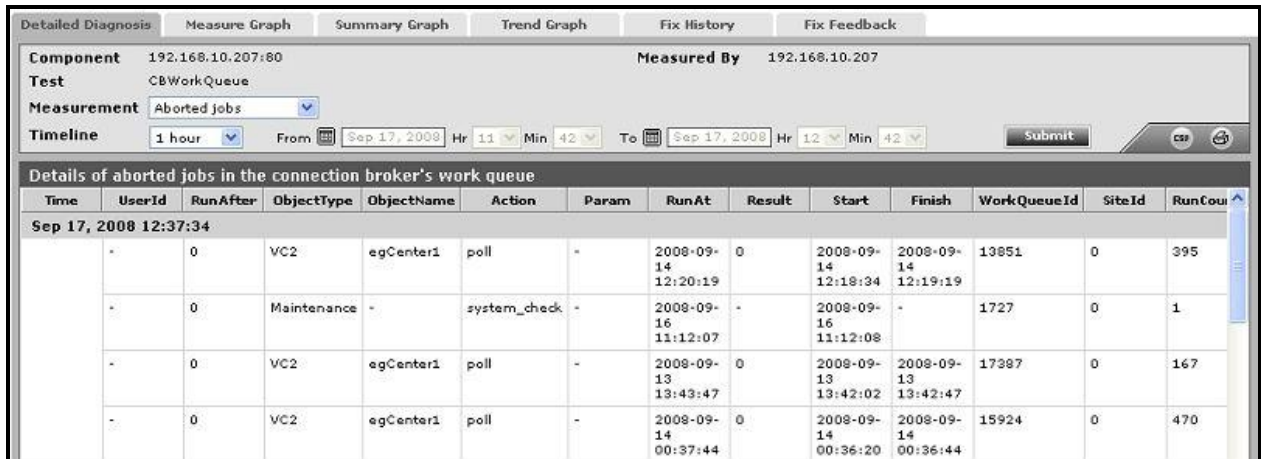 Detailed Diagnosis Measure Graph Summary Graph Trend Graph Fix History Fix Feedback
Component 192.168.10.207:80 Measured By 192.168.10.207
Test CBWorkQueue
Measurement Aborted jobs
Timeline 1 hour From Sep 17, 2008 Hr 11 Min 42 To Sep 17, 2008 Hr 12 Min 42 Submit CSV
Details of aborted jobs in the connection broker's work queue
Time UserId RunAfter ObjectType ObjectName Action Param RunAt Result Start Finish WorkQueueId SiteId RunCou
Sep 17, 2008 12:37:34
- 0 VC2 egCenter1 poll - 2008-09- 0 2008-09- 2008-09- 13851 0 395
14 14 14
12:20:19 12:18:34 12:19:19
- 0 Maintenance - system_check - 2008-09- - 2008-09- - 1727 0 1
16 16
11:12:07 11:12:08
- 0 VC2 egCenter1 poll - 2008-09- 0 2008-09- 2008-09- 17387 0 167
13 13 13
13:43:47 13:42:02 13:42:47
- 0 VC2 egCenter1 poll - 2008-09- 0 2008-09- 2008-09- 15924 0 470
14 14 14
00:37:44 00:36:20 00:36:44